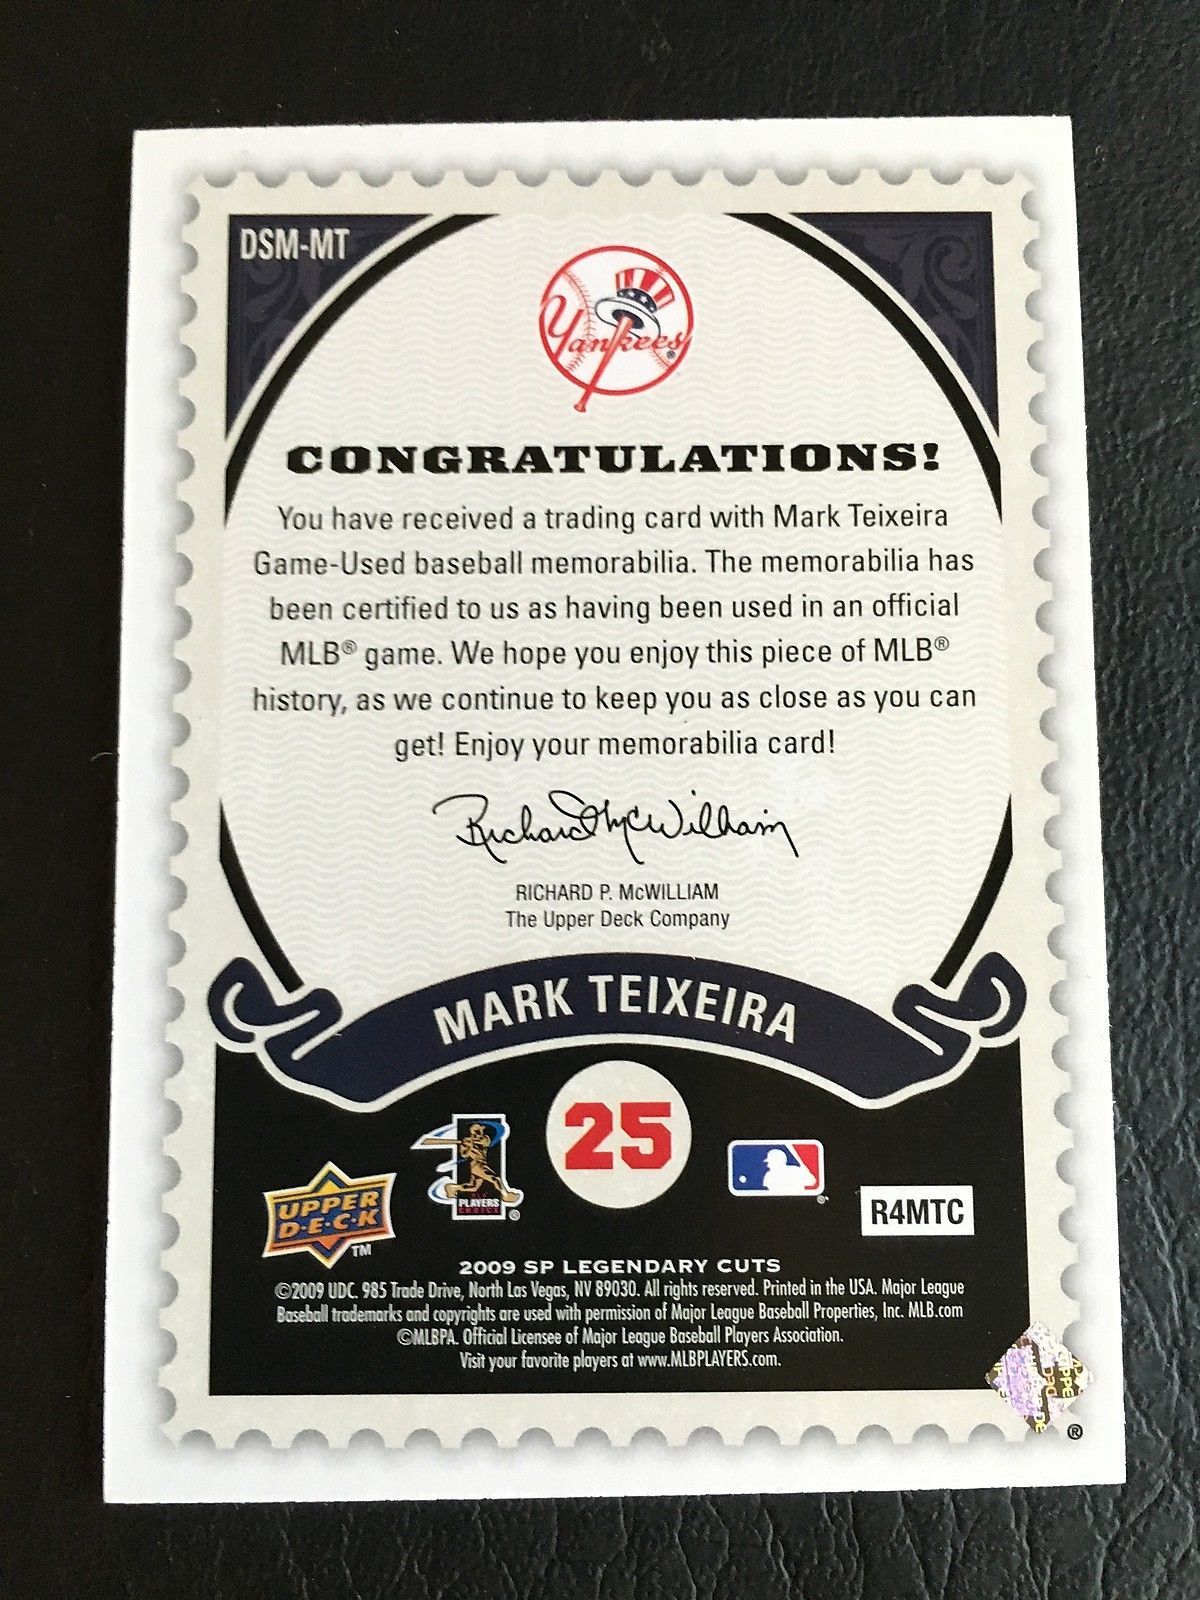 DSM-MT
Yankees®
CONGRATULATIONS!
You have received a trading card with Mark Teixeira
Game-Used baseball memorabilia. The memorabilia has
been certified to us as having been used in an official
MLB® game. We hope you enjoy this piece of MLB®
history, as we continue to keep you as close as you can
get! Enjoy your memorabilia card!
Richard McWilliam
RICHARD P. McWILLIAM
The Upper Deck Company
MARK TEIXEIRA
25
PLAYERS
CHOICE
®
®
UPPER
D·E·C·K
TM
R4MTC
2009 SP LEGENDARY CUTS
©2009 UDC. 985 Trade Drive, North Las Vegas, NV 89030. All rights reserved. Printed in the USA. Major League
Baseball trademarks and copyrights are used with permission of Major League Baseball Properties, Inc. MLB.com
©MLBPA. Official Licensee of Major League Baseball Players Association.
Visit your favorite players at www.MLBPLAYERS.com.
®